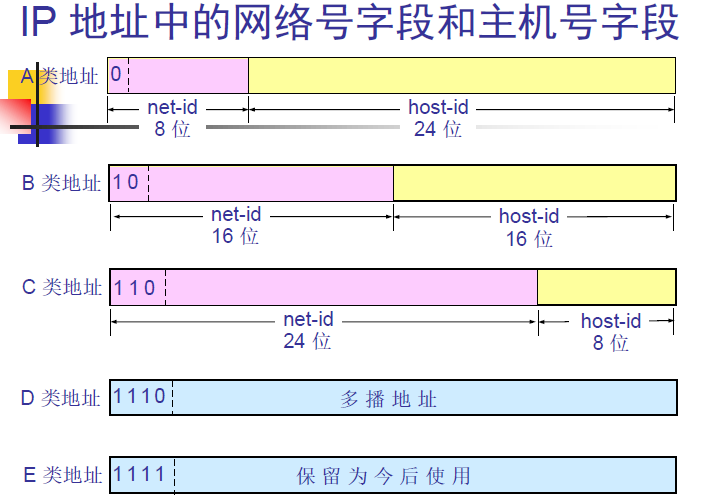 IP 地址中的网络号字段和主机号字段
A 类地址 0
net-id host-id
8 位 24 位
B 类地址 1 0
net-id host-id
16 位 16 位
C 类地址 1 1 0
net-id host-id
24 位 8 位
D 类地址 1 1 1 0 多 播 地 址
E 类地址 1 1 1 1 保 留 为 今 后 使 用